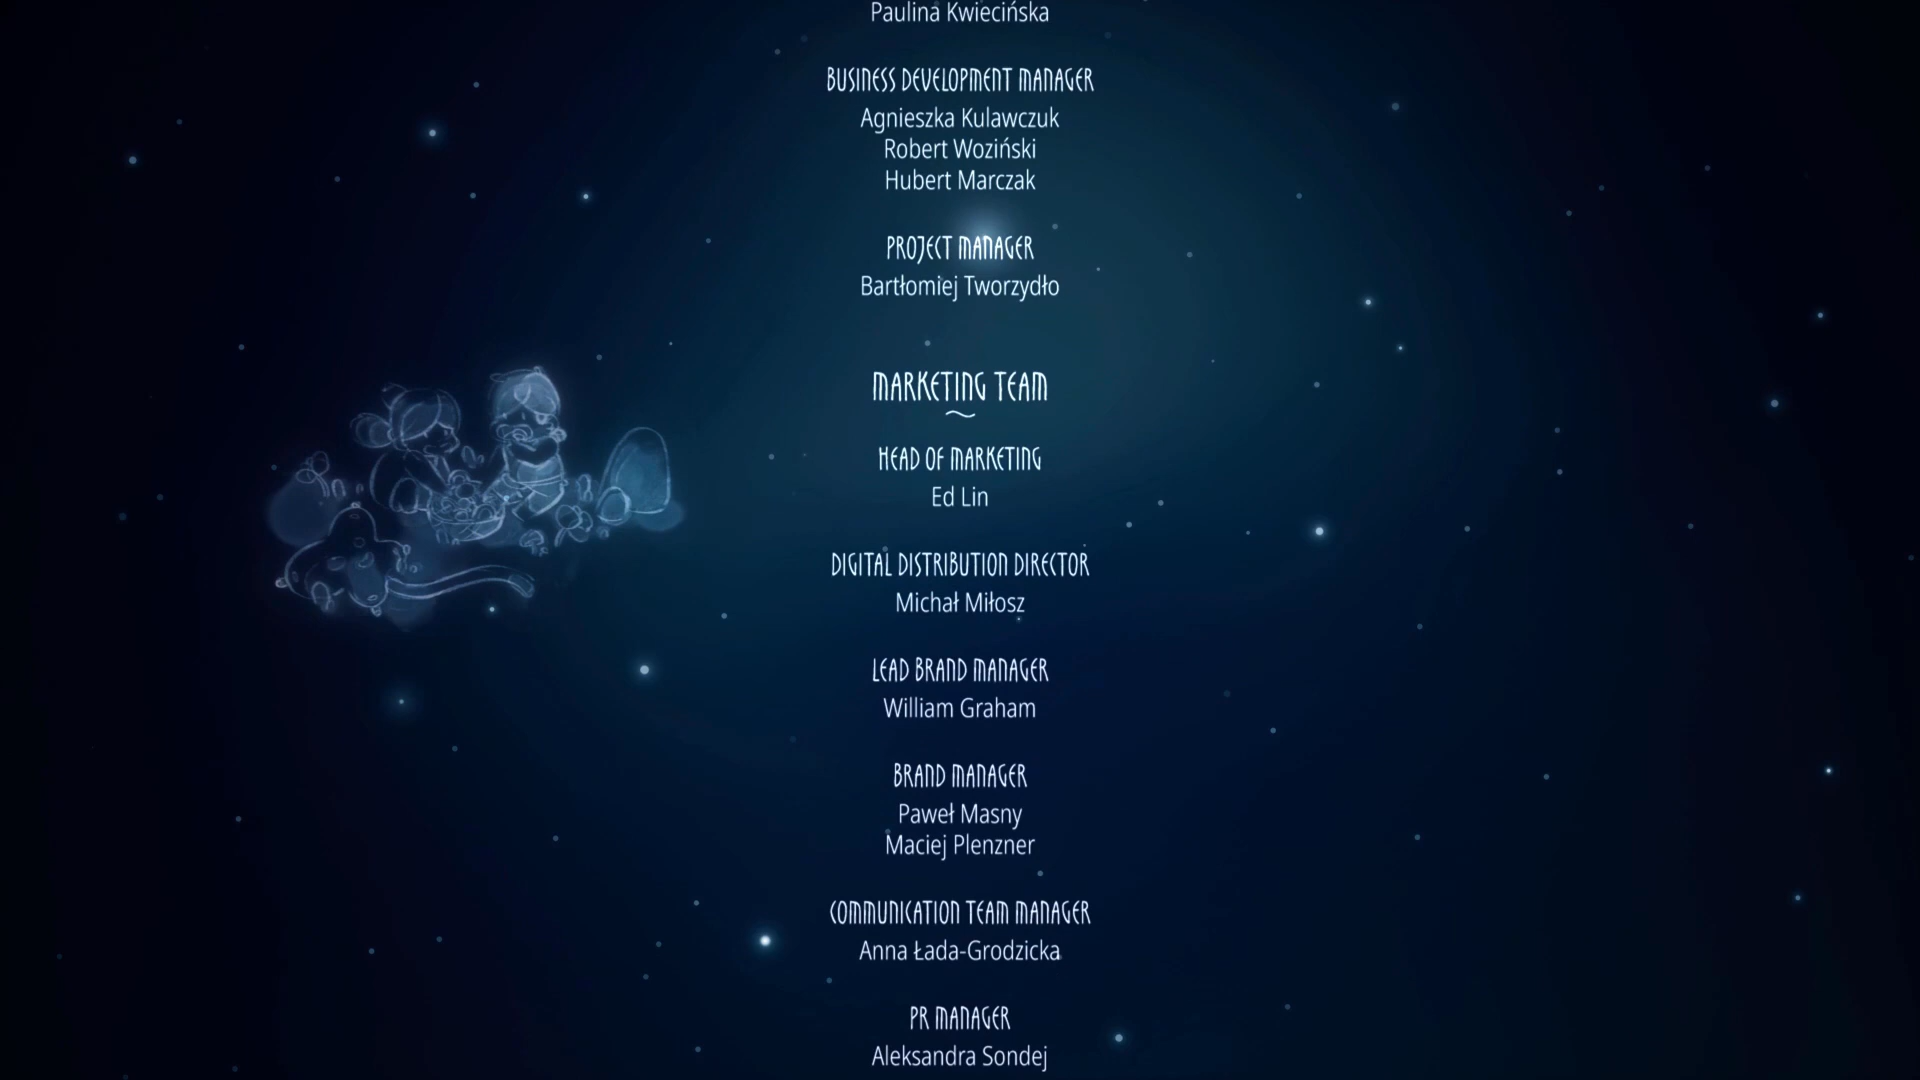 Paulina Kwiecińska
BUSINESS DEVELOPMENT MANAGER
Agnieszka Kulawczuk
Robert Woziński
Hubert Marczak
PROJECT MANAGER
Bartłomiej Tworzydło
MARKETING TEAM
HEAD OF MARKETING
Ed Lin
DIGITAL DISTRIBUTION DIRECTOR
Michał Miłosz
LEAD BRAND MANAGER
William Graham
BRAND MANAGER
Paweł Masny
Maciej Plenzner
COMMUNICATION TEAM MANAGER
Anna Łada-Grodzicka
PR MANAGER
Aleksandra Sondej